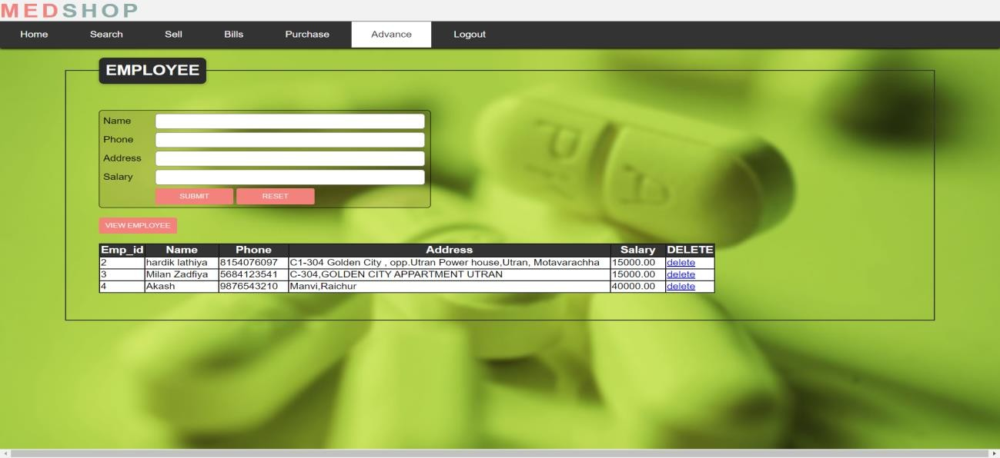 MEDSHOP
Home Search Sell Bills Purchase Advance Logout
EMPLOYEE
Name
Phone
Address
Salary
SUBMIT RESET
VIEW EMPLOYEE
Emp_id Name Phone Address Salary DELETE
2 hardik lathiya 8154076097 C1-304 Golden City , opp.Utran Power house,Utran, Motavarachha 15000.00 delete
3 Milan Zadfiya 5684123541 C-304,GOLDEN CITY APPARTMENT UTRAN 15000.00 delete
4 Akash 9876543210 Manvi,Raichur 40000.00 delete